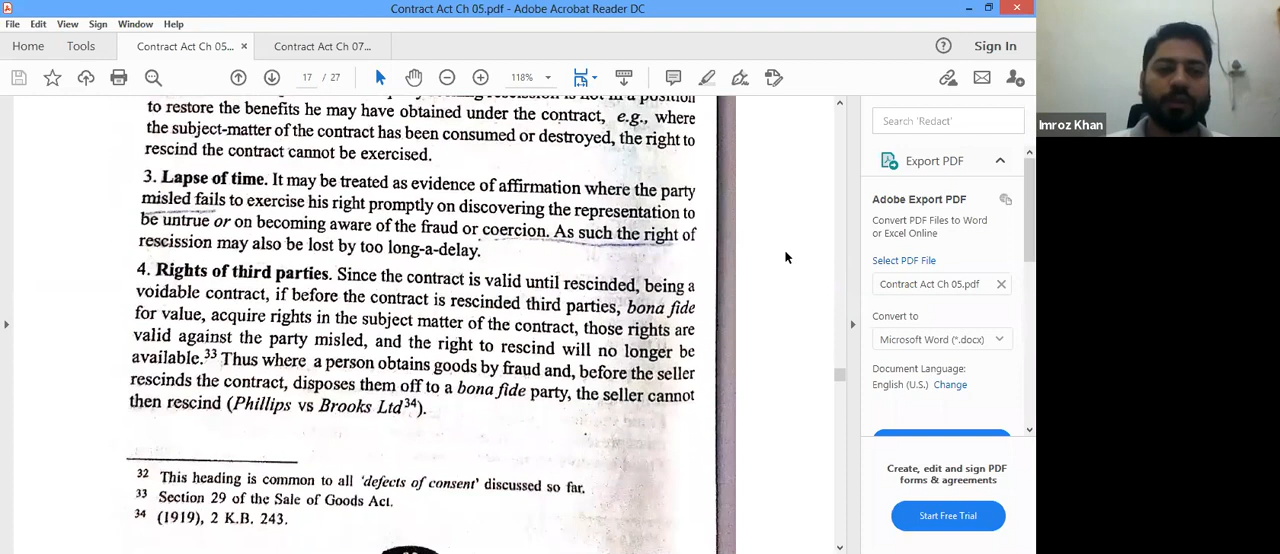 Contract Act Ch 05.pdf - Adobe Acrobat Reader DC
File Edit View Sign Window Help
Home Tools Contract Act Ch 05... × Contract Act Ch 07... Sign In
17 / 27 118%
to restore the benefits he may have obtained under the contract, e.g., where
the subject-matter of the contract has been consumed or destroyed, the right to
rescind the contract cannot be exercised.
3. Lapse of time. It may be treated as evidence of affirmation where the party
misled fails to exercise his right promptly on discovering the representation to
be untrue or on becoming aware of the fraud or coercion. As such the right of
rescission may also be lost by too long-a-delay.
4. Rights of third parties. Since the contract is valid until rescinded, being a
voidable contract, if before the contract is rescinded third parties, bona fide
for value, acquire rights in the subject matter of the contract, those rights are
valid against the party misled, and the right to rescind will no longer be
available.33 Thus where a person obtains goods by fraud and, before the seller
rescinds the contract, disposes them off to a bona fide party, the seller cannot
then rescind (Phillips vs Brooks Ltd34).
32 This heading is common to all 'defects of consent' discussed so far.
33 Section 29 of the Sale of Goods Act.
34 (1919), 2 K.B. 243.
Search 'Redact'
Export PDF
Adobe Export PDF
Convert PDF Files to Word
or Excel Online
Select PDF File
Contract Act Ch 05.pdf
Convert to
Microsoft Word (*.docx)
Document Language:
English (U.S.) Change
Create, edit and sign PDF
forms & agreements
Start Free Trial
Imroz Khan